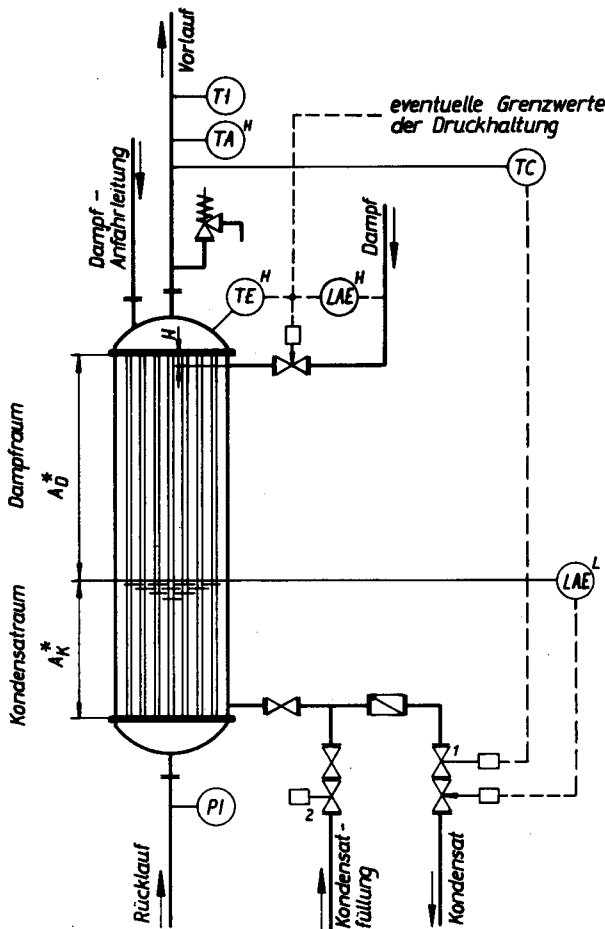 Vorlauf
TI
TA H
eventuelle Grenzwerte
der Druckhaltung
TC
Dampf-
Anfahrleitung
Dampf
TE H
LAE H
H
Dampfraum
A*D
LAE L
Kondensatraum
A*K
1
2
PI
Rücklauf
Kondensat-
füllung
Kondensat